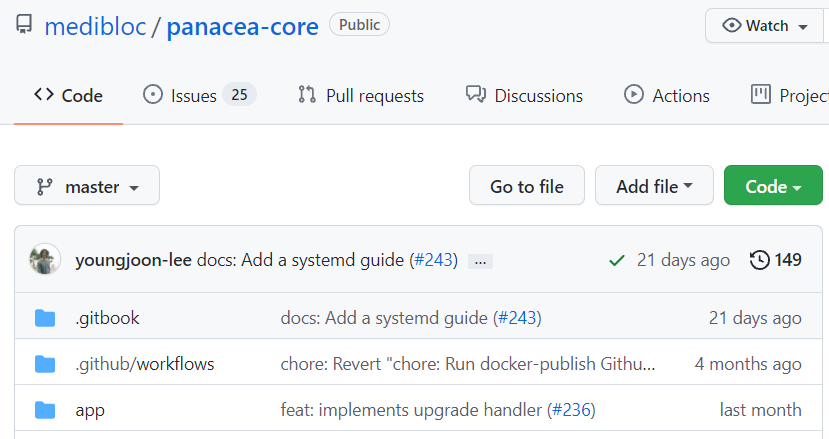 medibloc / panacea-core Public Watch
Code Issues 25 Pull requests Discussions Actions Project
master Go to file Add file Code
youngjoon-lee docs: Add a systemd guide (#243) ... 21 days ago 149
.gitbook docs: Add a systemd guide (#243) 21 days ago
.github/workflows chore: Revert "chore: Run docker-publish Githu... 4 months ago
app feat: implements upgrade handler (#236) last month